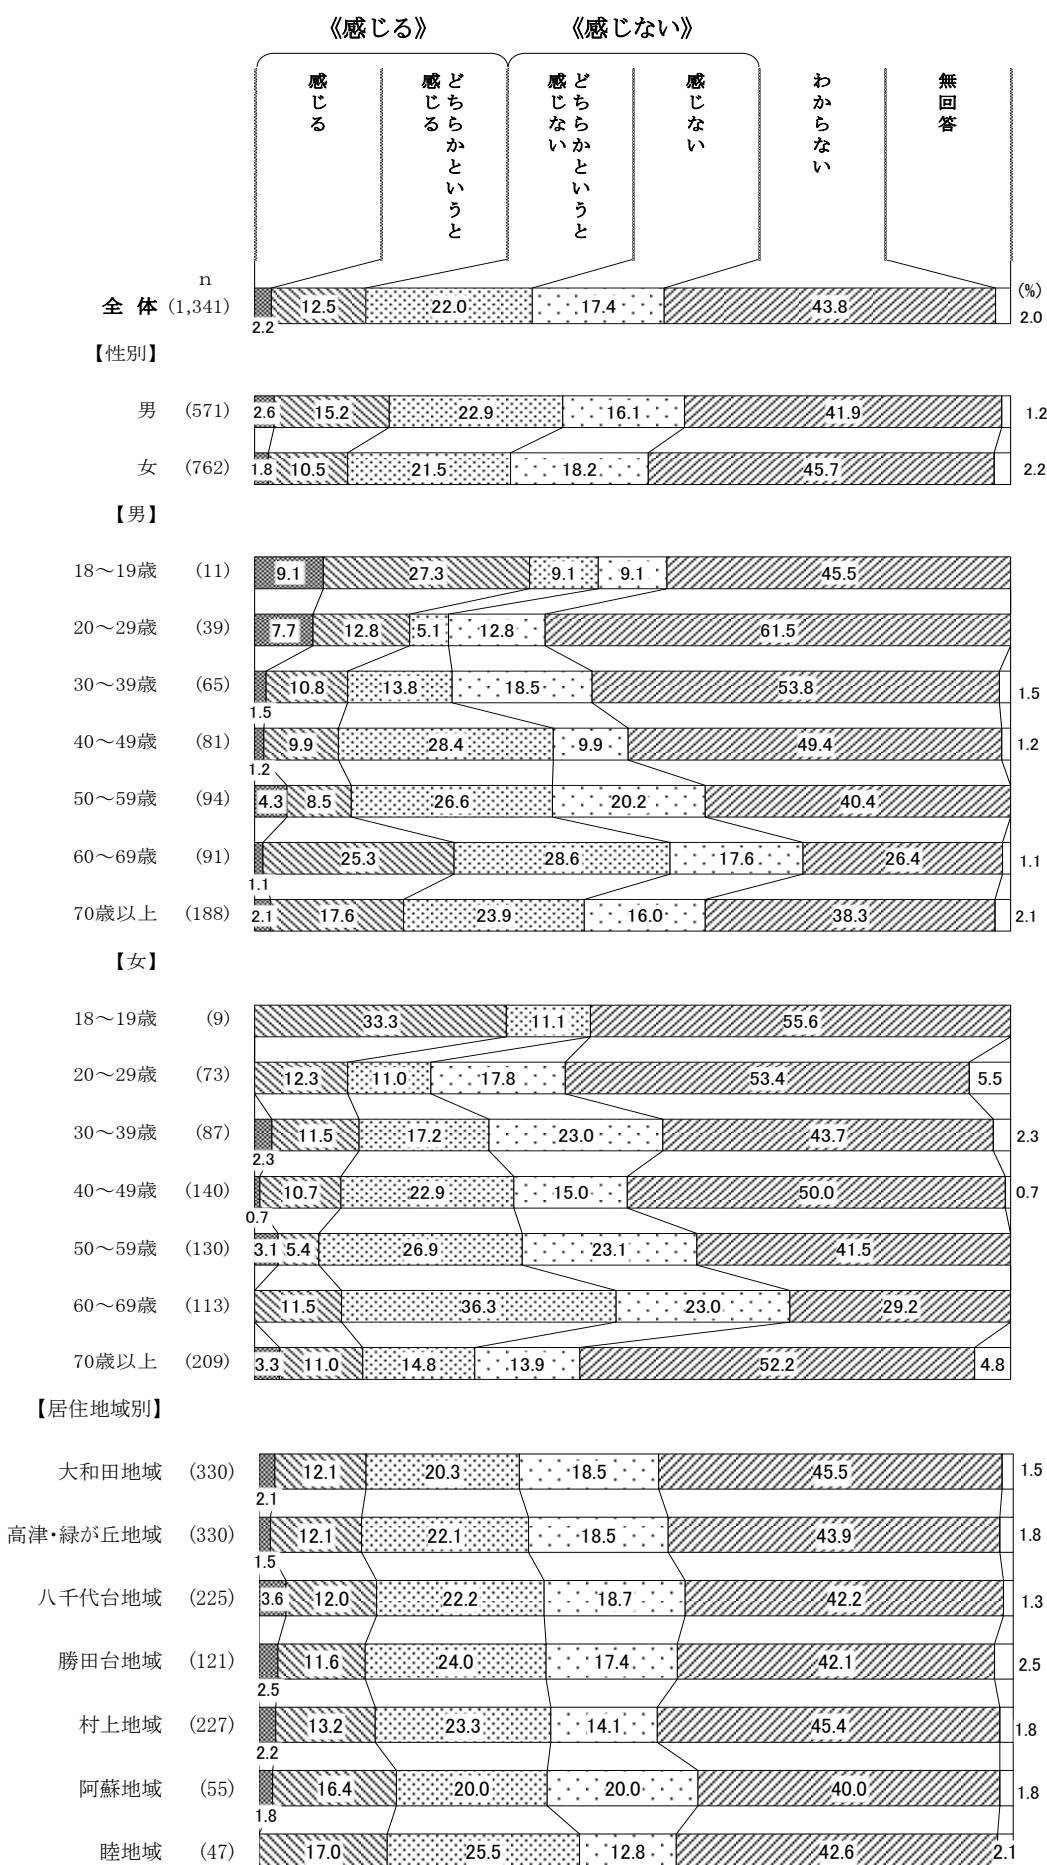 《感じる》 《感じない》
感じる
どちらかというと
感じる
どちらかというと
感じない
感じない
わからない
無回答
n
(%)
全 体 (1,341) 2.2 12.5 22.0 17.4 43.8 2.0
【性別】
男 (571) 2.6 15.2 22.9 16.1 41.9 1.2
女 (762) 1.8 10.5 21.5 18.2 45.7 2.2
【男】
18～19歳 (11) 9.1 27.3 9.1 9.1 45.5
20～29歳 (39) 7.7 12.8 5.1 12.8 61.5
30～39歳 (65) 1.5 10.8 13.8 18.5 53.8 1.5
40～49歳 (81) 1.2 9.9 28.4 9.9 49.4 1.2
50～59歳 (94) 4.3 8.5 26.6 20.2 40.4
60～69歳 (91) 1.1 25.3 28.6 17.6 26.4 1.1
70歳以上 (188) 2.1 17.6 23.9 16.0 38.3 2.1
【女】
18～19歳 (9) 33.3 11.1 55.6
20～29歳 (73) 12.3 11.0 17.8 53.4 5.5
30～39歳 (87) 2.3 11.5 17.2 23.0 43.7 2.3
40～49歳 (140) 0.7 10.7 22.9 15.0 50.0 0.7
50～59歳 (130) 3.1 5.4 26.9 23.1 41.5
60～69歳 (113) 11.5 36.3 23.0 29.2
70歳以上 (209) 3.3 11.0 14.8 13.9 52.2 4.8
【居住地域別】
大和田地域 (330) 2.1 12.1 20.3 18.5 45.5 1.5
高津・緑が丘地域 (330) 1.5 12.1 22.1 18.5 43.9 1.8
八千代台地域 (225) 3.6 12.0 22.2 18.7 42.2 1.3
勝田台地域 (121) 2.5 11.6 24.0 17.4 42.1 2.5
村上地域 (227) 2.2 13.2 23.3 14.1 45.4 1.8
阿蘇地域 (55) 1.8 16.4 20.0 20.0 40.0 1.8
睦地域 (47) 17.0 25.5 12.8 42.6 2.1